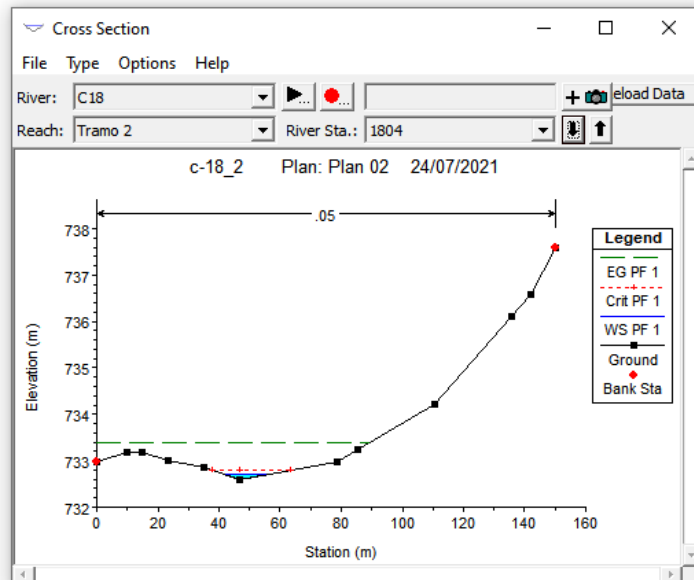 Cross Section
File Type Options Help
River: C18 eload Data
Reach: Tramo 2 River Sta.: 1804
c-18_2 Plan: Plan 02 24/07/2021
.05
738
737
736
735
734
733
732
0 20 40 60 80 100 120 140 160
Elevation (m)
Station (m)
Legend
EG PF 1
Crit PF 1
WS PF 1
Ground
Bank Sta